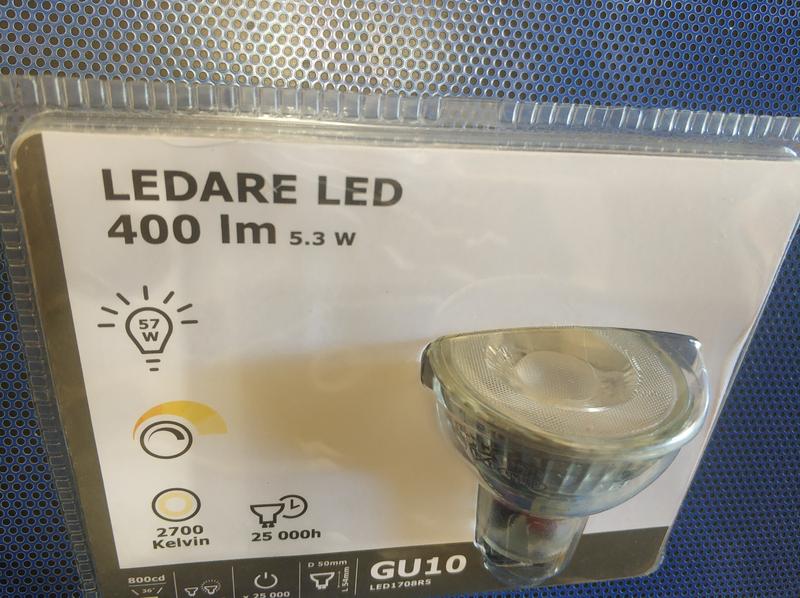 LEDARE LED
400 lm 5.3 W
57
W
2700
Kelvin
25 000h
800cd
36°
x 25 000
D 50mm
L 54mm
GU10
LED1708R5